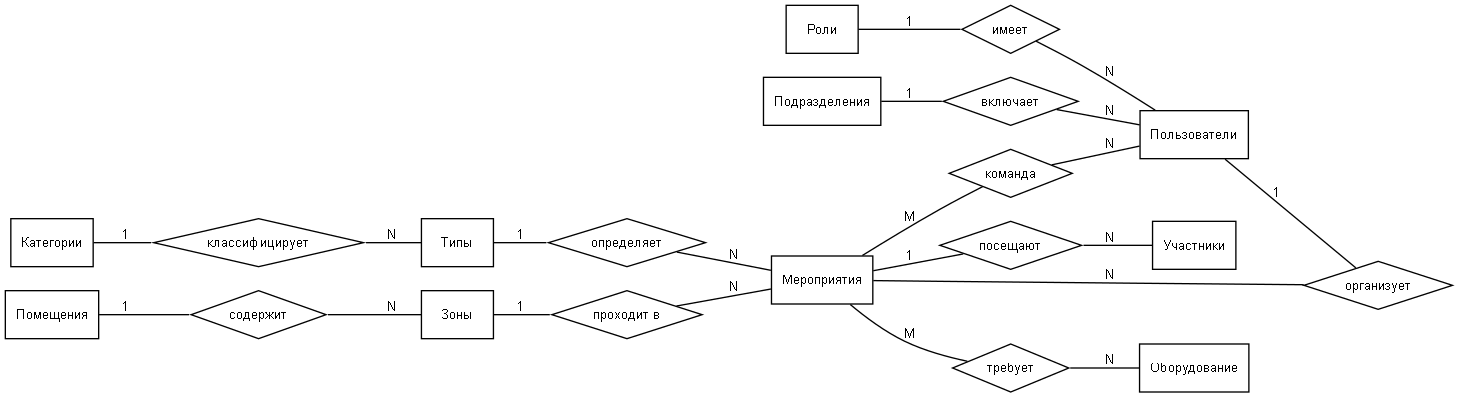 Роли
1
имеет
N
Подразделения
1
включает
N
Пользователи
команда
N
M
1
Категории
1
классифицирует
N
Типы
1
определяет
N
посещают
1
N
Участники
Мероприятия
N
организует
Помещения
1
содержит
N
Зоны
1
проходит в
N
M
требует
N
Оборудование